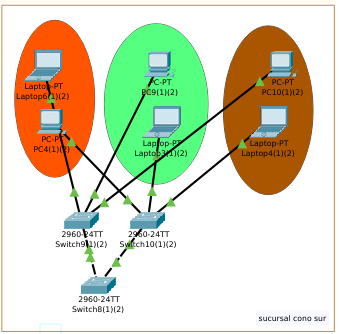 Laptop-PT
Laptop6(1)(2)
PC-PT
PC9(1)(2)
PC-PT
PC10(1)(2)
PC-PT
PC4(1)(2)
Laptop-PT
Laptop3(1)(2)
Laptop-PT
Laptop4(1)(2)
2960-24TT
Switch9(1)(2)
2960-24TT
Switch10(1)(2)
2960-24TT
Switch8(1)(2)
sucursal cono sur